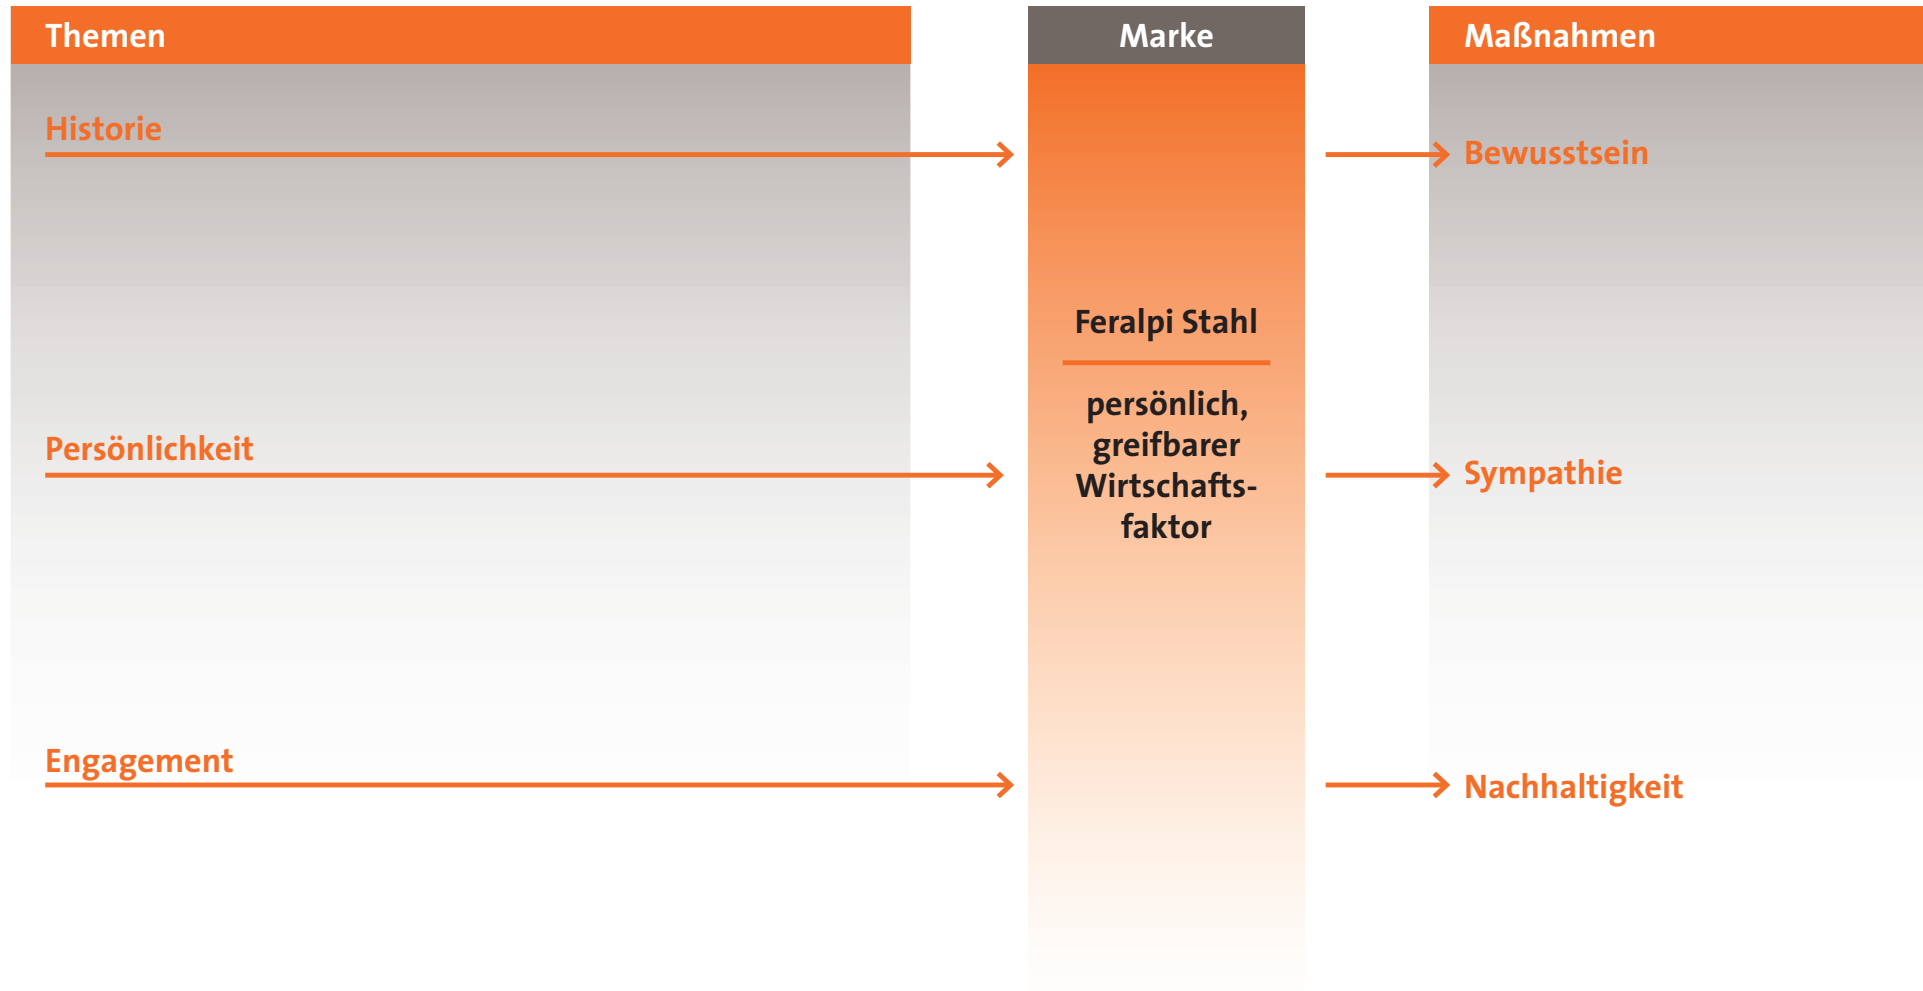 Themen
Marke
Maßnahmen
Historie
Bewusstsein
Feralpi Stahl
persönlich,
greifbarer
Wirtschafts-
faktor
Persönlichkeit
Sympathie
Engagement
Nachhaltigkeit